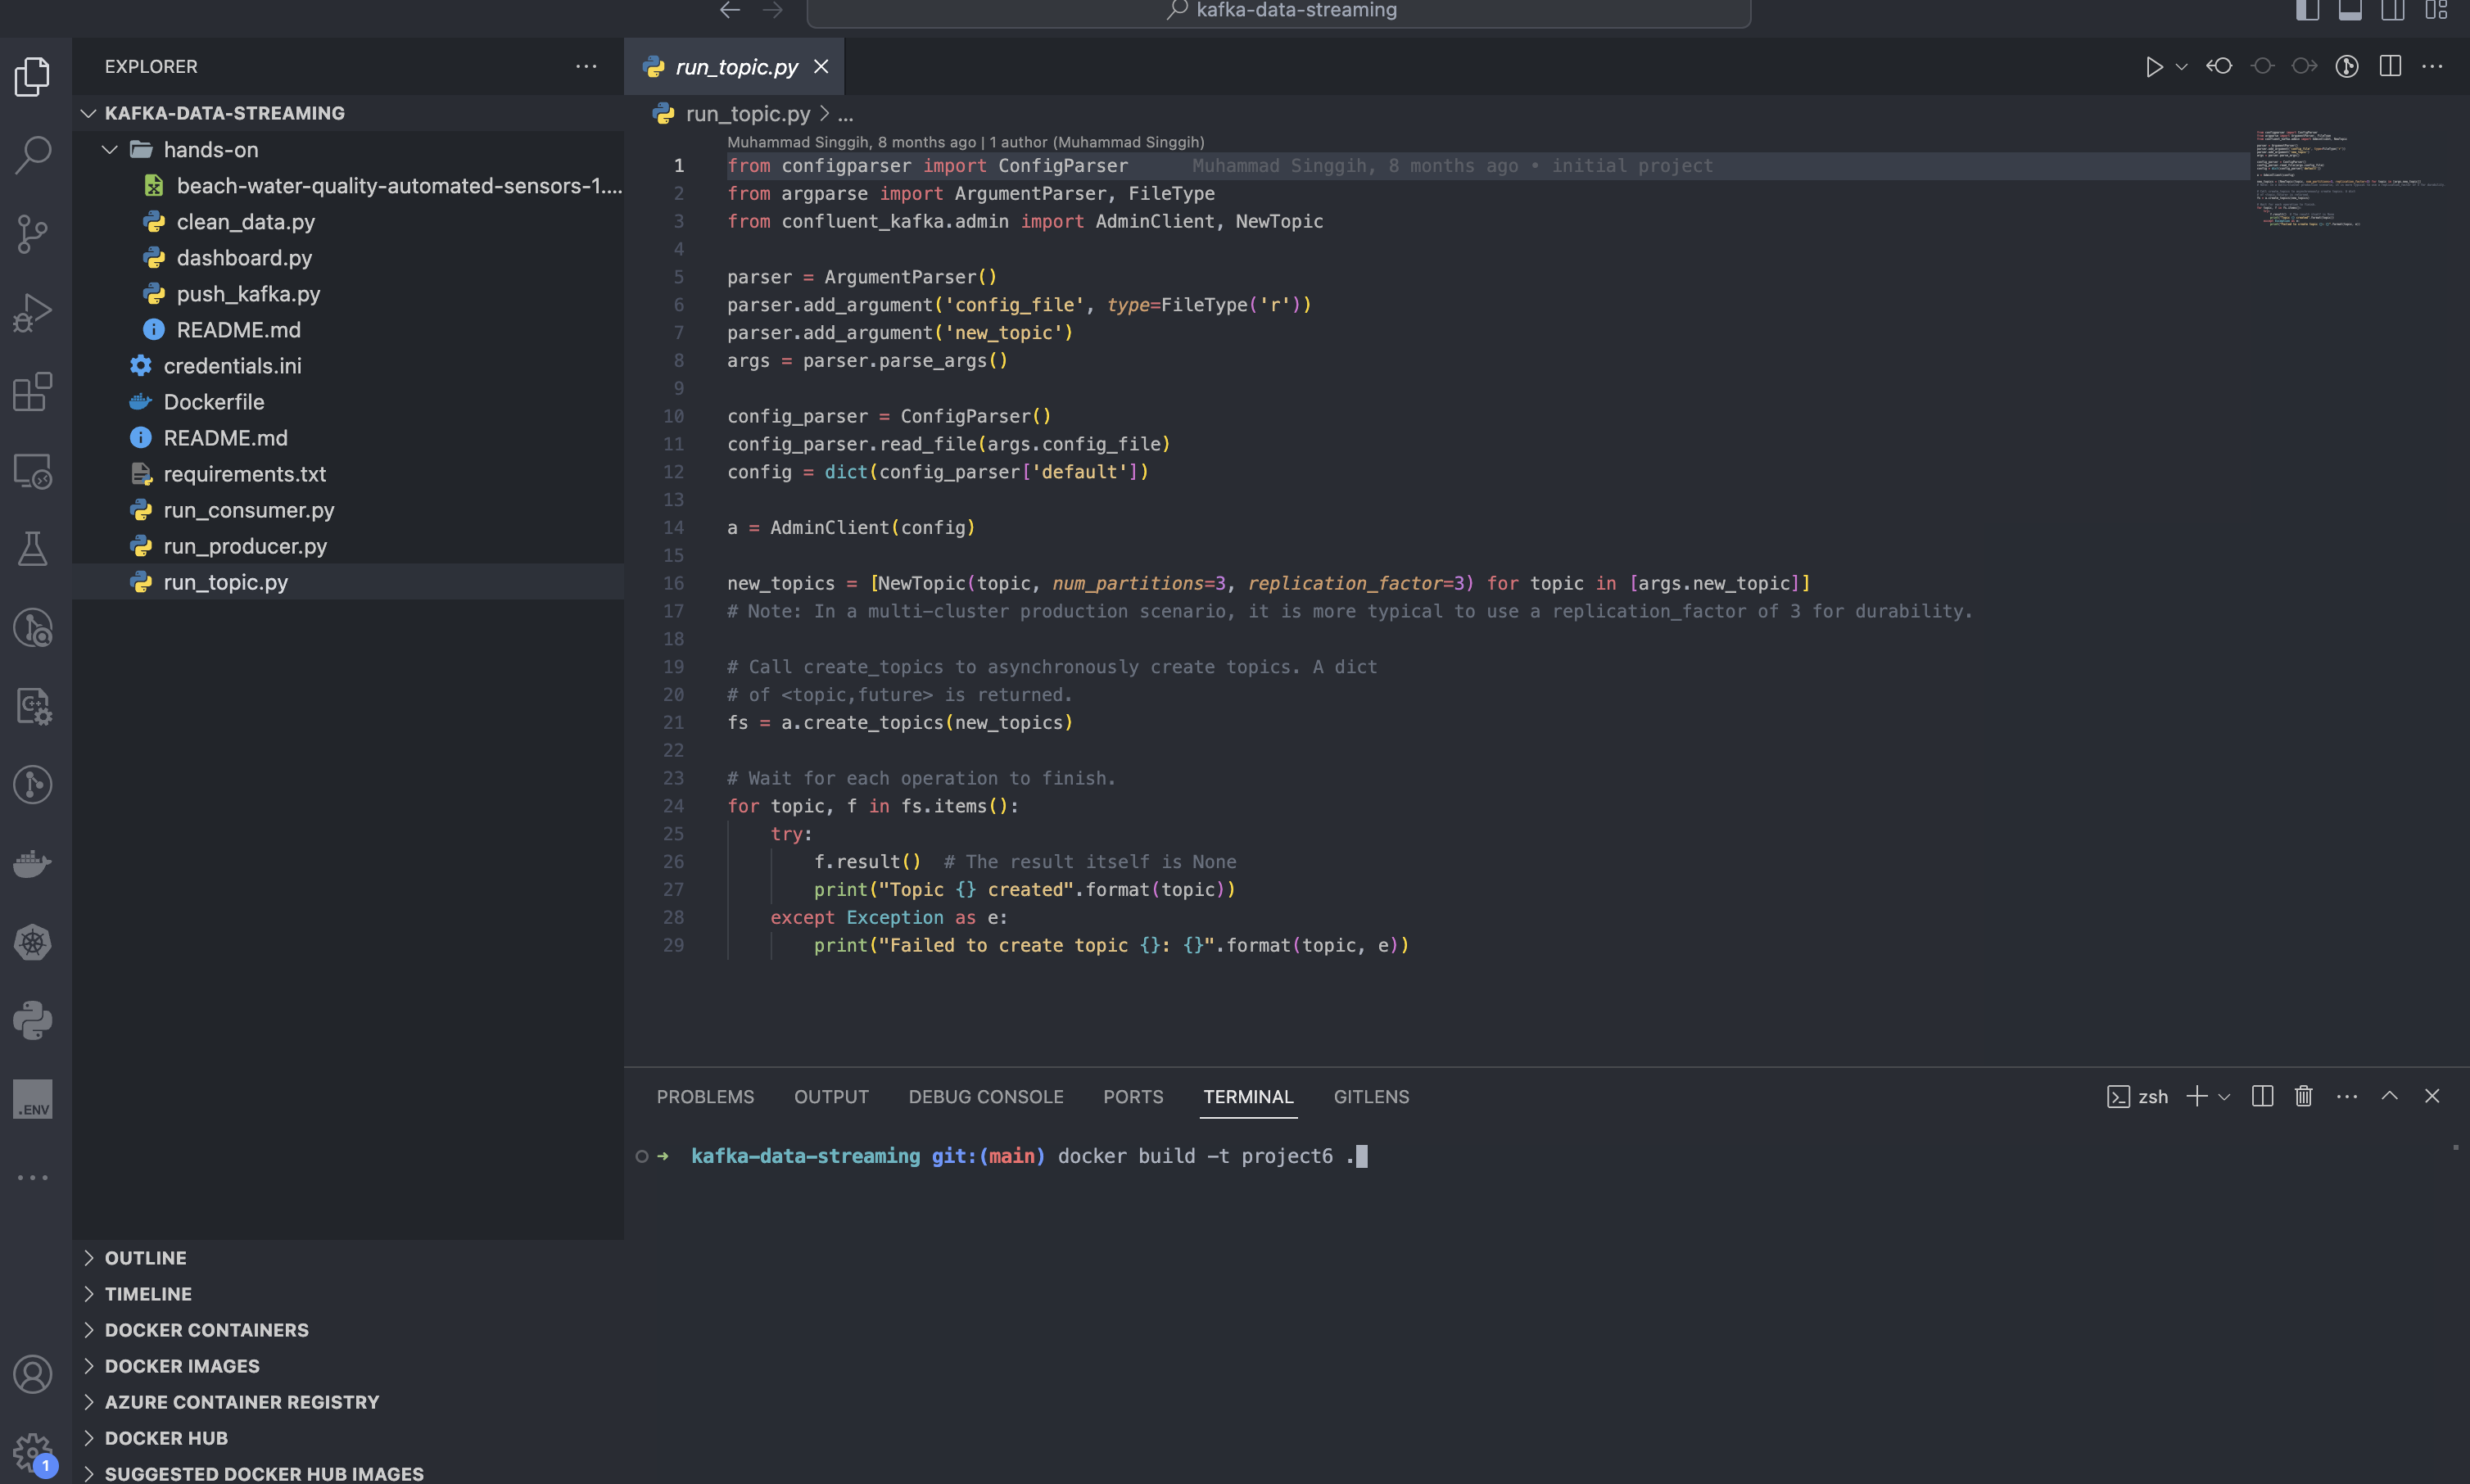 kafka-data-streaming
EXPLORER
KAFKA-DATA-STREAMING
hands-on
beach-water-quality-automated-sensors-1....
clean_data.py
dashboard.py
push_kafka.py
README.md
credentials.ini
Dockerfile
README.md
requirements.txt
run_consumer.py
run_producer.py
run_topic.py
OUTLINE
TIMELINE
DOCKER CONTAINERS
DOCKER IMAGES
AZURE CONTAINER REGISTRY
DOCKER HUB
SUGGESTED DOCKER HUB IMAGES
.ENV
1
run_topic.py
run_topic.py > ...
Muhammad Singgih, 8 months ago | 1 author (Muhammad Singgih)
1 from configparser import ConfigParser Muhammad Singgih, 8 months ago • initial project
2 from argparse import ArgumentParser, FileType
3 from confluent_kafka.admin import AdminClient, NewTopic
4
5 parser = ArgumentParser()
6 parser.add_argument('config_file', type=FileType('r'))
7 parser.add_argument('new_topic')
8 args = parser.parse_args()
9
10 config_parser = ConfigParser()
11 config_parser.read_file(args.config_file)
12 config = dict(config_parser['default'])
13
14 a = AdminClient(config)
15
16 new_topics = [NewTopic(topic, num_partitions=3, replication_factor=3) for topic in [args.new_topic]]
17 # Note: In a multi-cluster production scenario, it is more typical to use a replication_factor of 3 for durability.
18
19 # Call create_topics to asynchronously create topics. A dict
20 # of <topic,future> is returned.
21 fs = a.create_topics(new_topics)
22
23 # Wait for each operation to finish.
24 for topic, f in fs.items():
25 try:
26 f.result()  # The result itself is None
27 print("Topic {} created".format(topic))
28 except Exception as e:
29 print("Failed to create topic {}: {}".format(topic, e))
PROBLEMS OUTPUT DEBUG CONSOLE PORTS TERMINAL GITLENS
zsh
➜ kafka-data-streaming git:(main) docker build -t project6 .